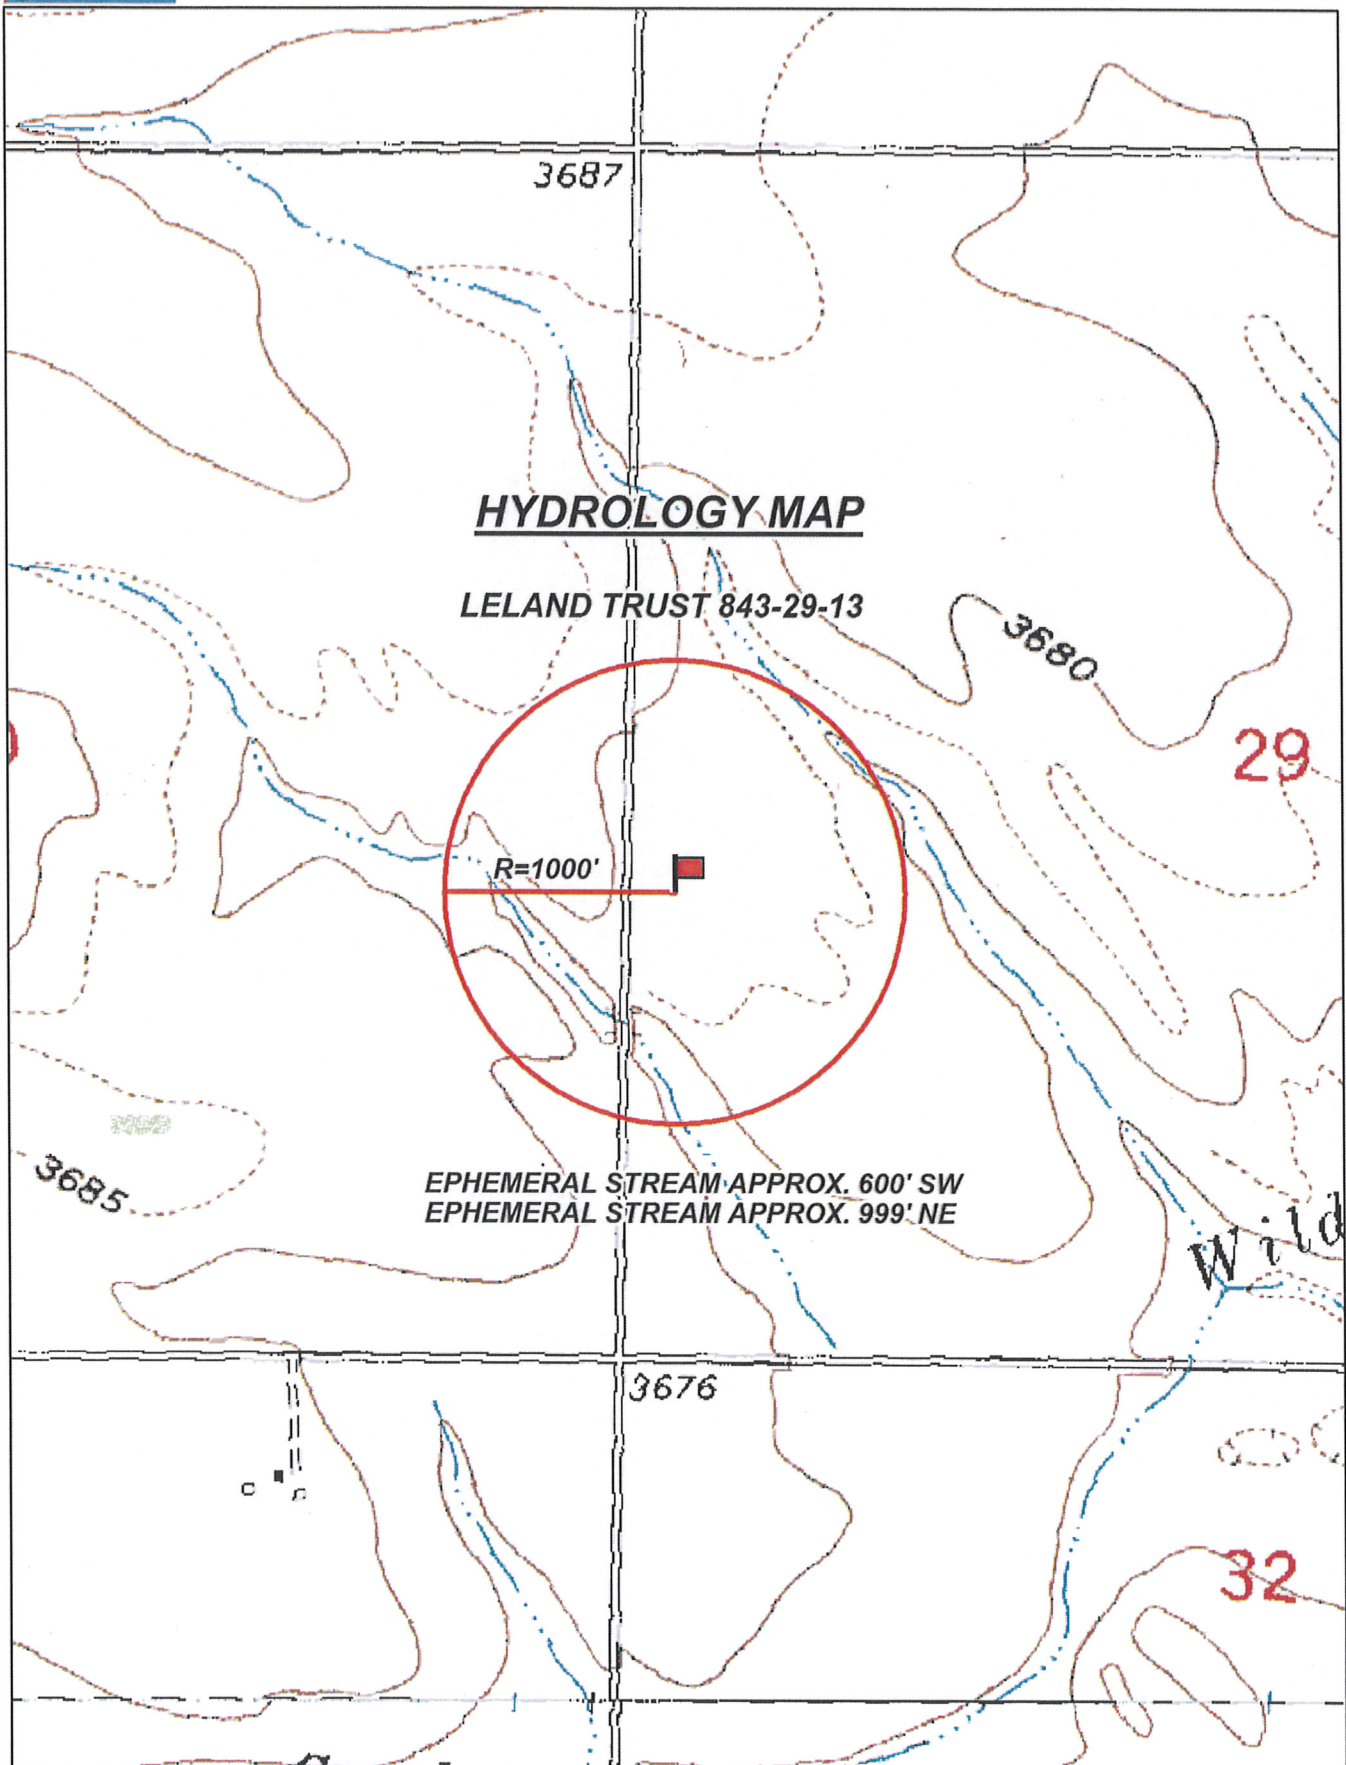 3687
HYDROLOGY MAP
LELAND TRUST 843-29-13
3680
29
R=1000'
EPHEMERAL STREAM APPROX. 600' SW
EPHEMERAL STREAM APPROX. 999' NE
3685
Wild
3676
32